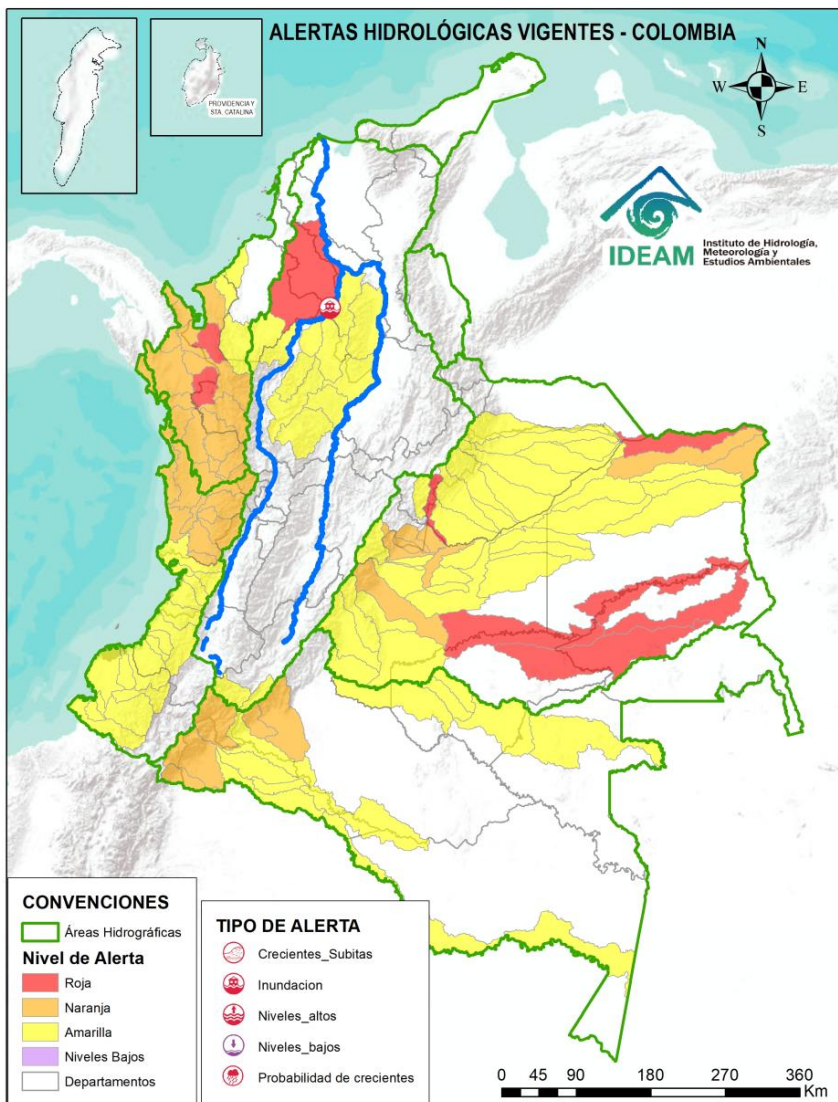 ALERTAS HIDROLÓGICAS VIGENTES - COLOMBIA
PROVIDENCIA Y
STA. CATALINA
N
W
E
S
IDEAM
Instituto de Hidrología,
Meteorología y
Estudios Ambientales
CONVENCIONES
Áreas Hidrográficas
Nivel de Alerta
Roja
Naranja
Amarilla
Niveles Bajos
Departamentos
TIPO DE ALERTA
Crecientes_Subitas
Inundacion
Niveles_altos
Niveles_bajos
Probabilidad de crecientes
0 45 90 180 270 360
Km